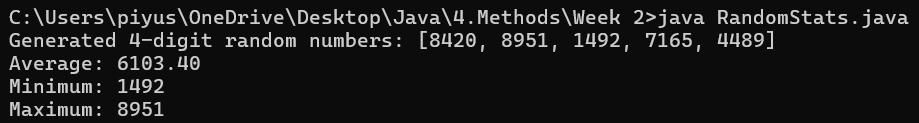 C:\Users\piyus\OneDrive\Desktop\Java\4.Methods\Week 2>java RandomStats.java
Generated 4-digit random numbers: [8420, 8951, 1492, 7165, 4489]
Average: 6103.40
Minimum: 1492
Maximum: 8951